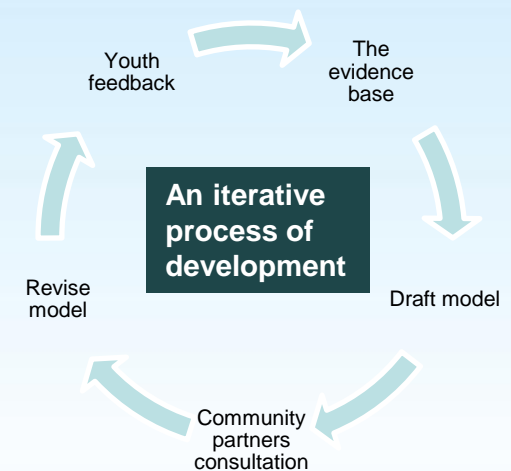 Youth
feedback
The
evidence
base
An iterative
process of
development
Draft model
Revise
model
Community
partners
consultation